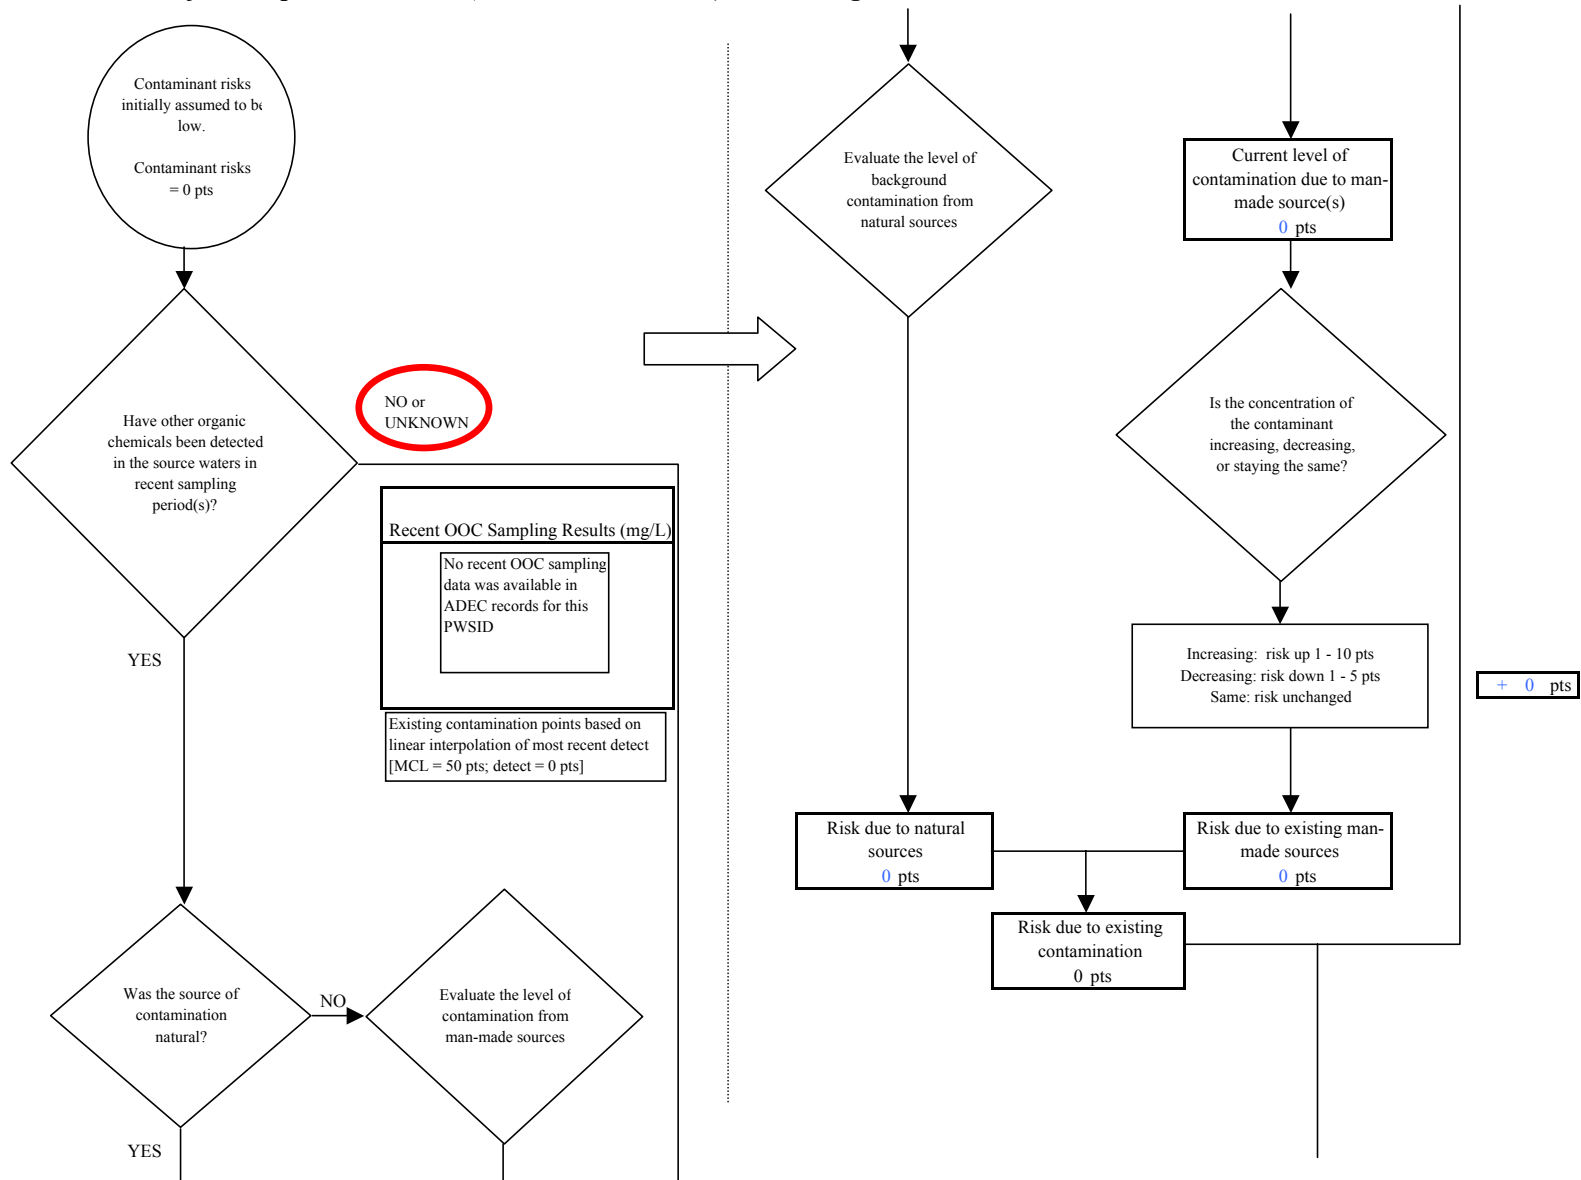 Contaminant risks
initially assumed to be
low.
Contaminant risks
= 0 pts
Have other organic
chemicals been detected
in the source waters in
recent sampling
period(s)?
NO or
UNKNOWN
Recent OOC Sampling Results (mg/L)
No recent OOC sampling
data was available in
ADEC records for this
PWSID
Existing contamination points based on
linear interpolation of most recent detect
[MCL = 50 pts; detect = 0 pts]
YES
Was the source of
contamination
natural?
NO
Evaluate the level of
contamination from
man-made sources
YES
Evaluate the level of
background
contamination from
natural sources
Current level of
contamination due to man-
made source(s)
0 pts
Is the concentration of
the contaminant
increasing, decreasing,
or staying the same?
Increasing: risk up 1 - 10 pts
Decreasing: risk down 1 - 5 pts
Same: risk unchanged
+ 0 pts
Risk due to natural
sources
0 pts
Risk due to existing man-
made sources
0 pts
Risk due to existing
contamination
0 pts